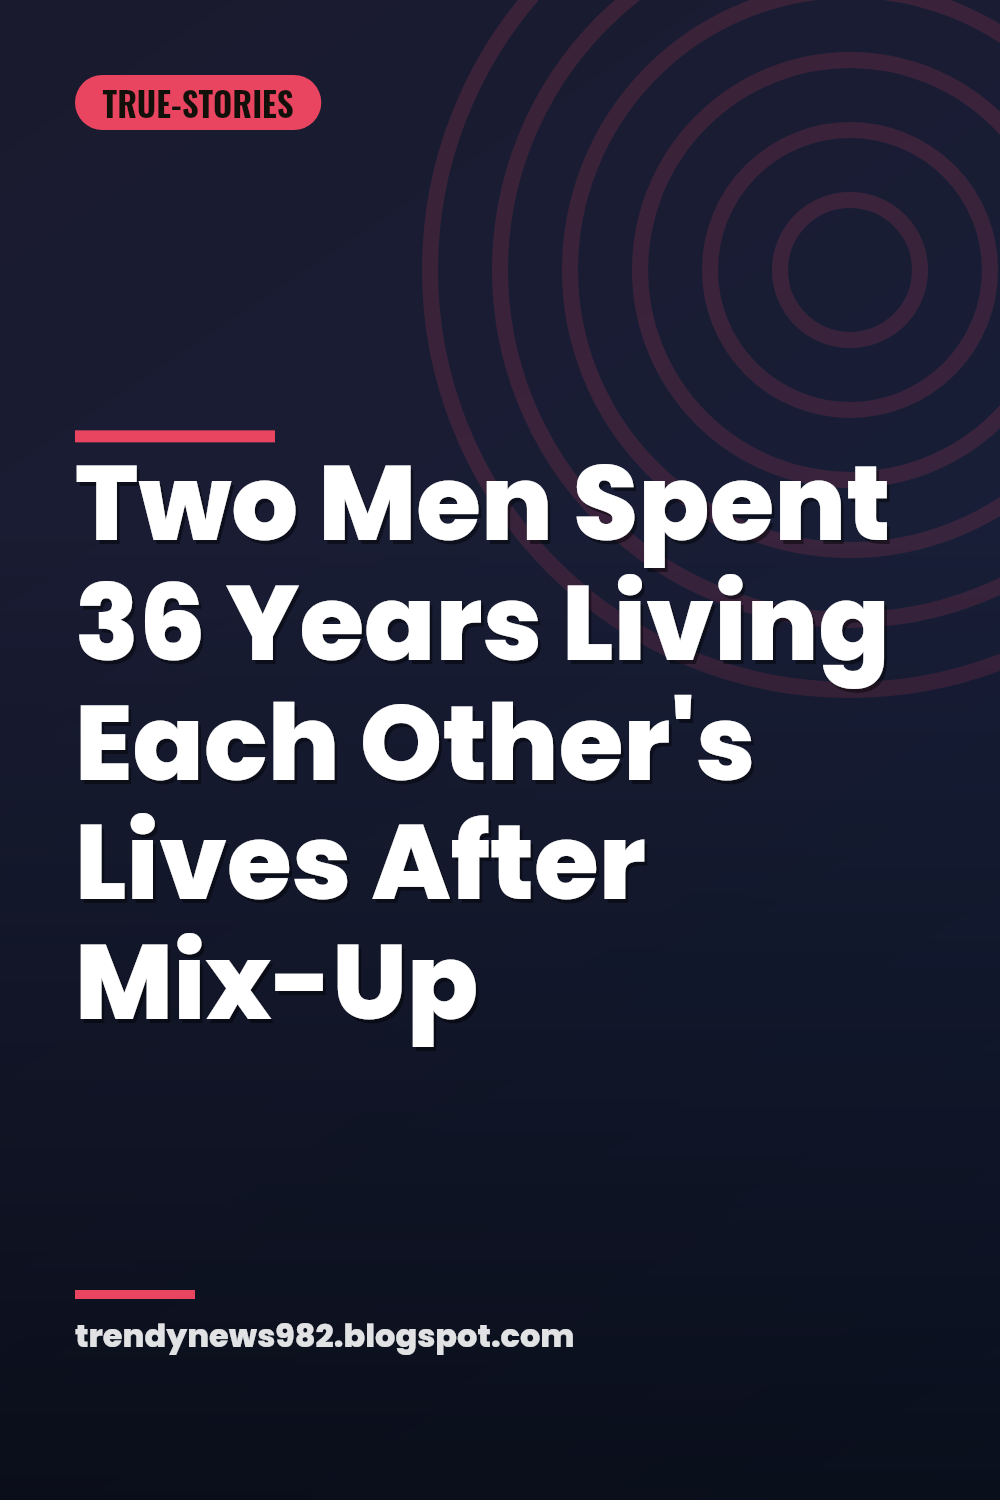 TRUE-STORIES
Two Men Spent
36 Years Living
Each Other's
Lives After
Mix-Up
trendynews982.blogspot.com